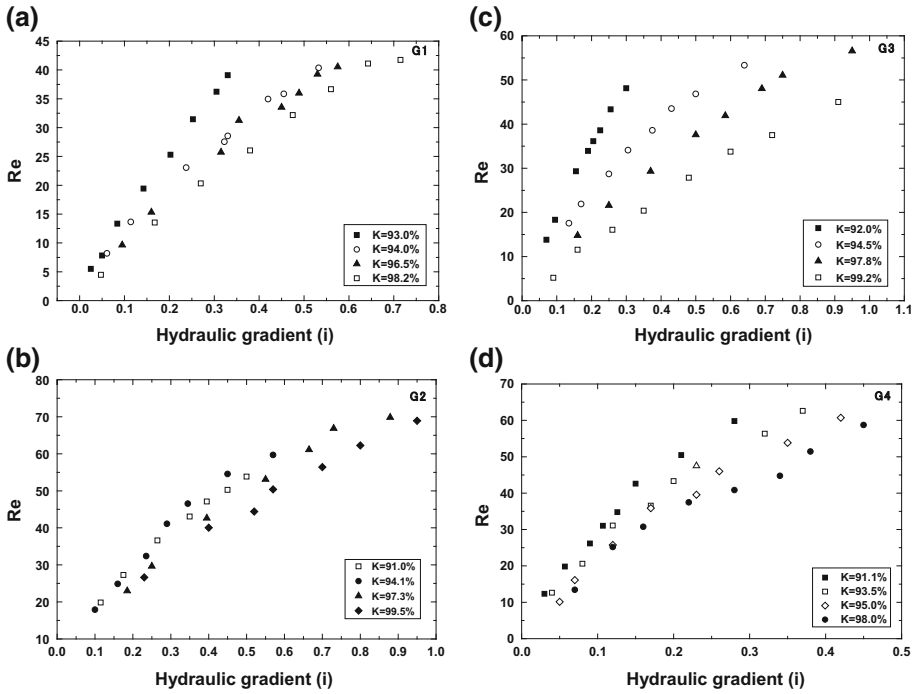 (a)
G1
Re
45
40
35
30
25
20
15
10
5
0
0.0 0.1 0.2 0.3 0.4 0.5 0.6 0.7 0.8
Hydraulic gradient (i)
K=93.0%
K=94.0%
K=96.5%
K=98.2%
(c)
G3
Re
60
50
40
30
20
10
0
0.1 0.2 0.3 0.4 0.5 0.6 0.7 0.8 0.9 1.0 1.1
Hydraulic gradient (i)
K=92.0%
K=94.5%
K=97.8%
K=99.2%
(b)
G2
Re
80
70
60
50
40
30
20
10
0.0 0.1 0.2 0.3 0.4 0.5 0.6 0.7 0.8 0.9 1.0
Hydraulic gradient (i)
K=91.0%
K=94.1%
K=97.3%
K=99.5%
(d)
G4
Re
70
60
50
40
30
20
10
0
0.0 0.1 0.2 0.3 0.4 0.5
Hydraulic gradient (i)
K=91.1%
K=93.5%
K=95.0%
K=98.0%